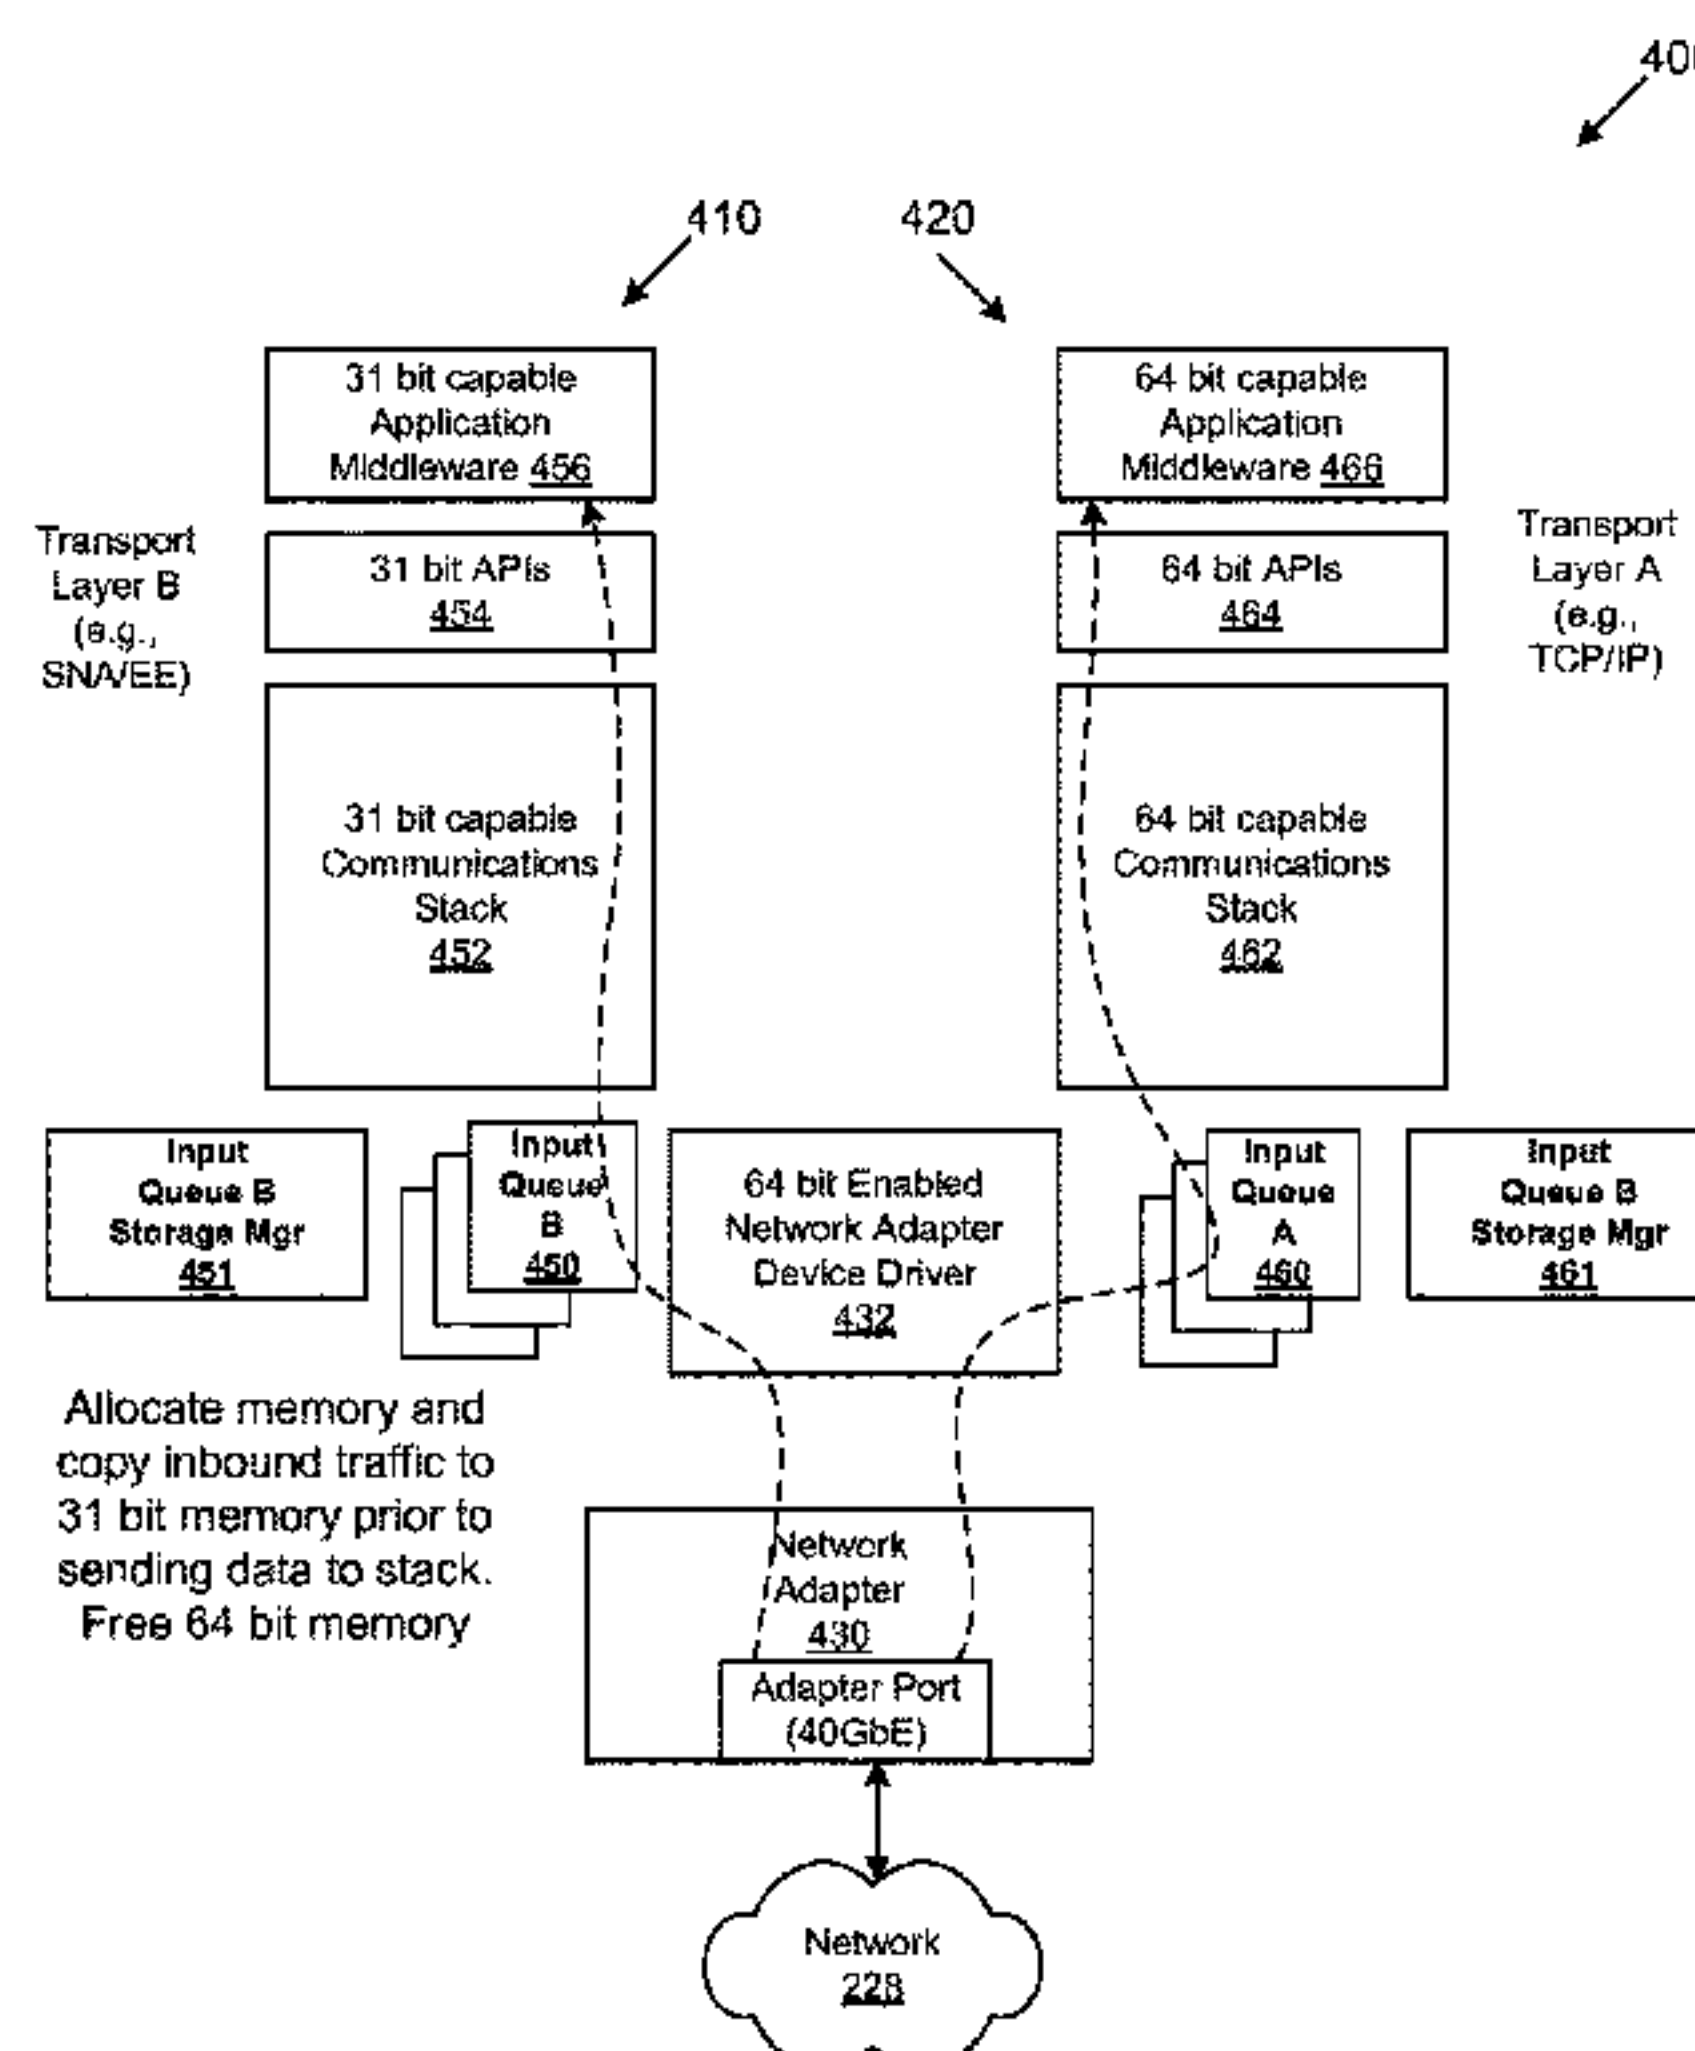 400
410
420
31 bit capable
Application
Middleware 456
64 bit capable
Application
Middleware 466
Transport
Layer B
(e.g.,
SNA/EE)
31 bit APIs
454
64 bit APIs
464
Transport
Layer A
(e.g.,
TCP/IP)
31 bit capable
Communications
Stack
452
64 bit capable
Communications
Stack
462
Input
Queue B
Storage Mgr
451
Input
Queue
B
450
64 bit Enabled
Network Adapter
Device Driver
432
Input
Queue
A
460
Input
Queue B
Storage Mgr
461
Allocate memory and
copy inbound traffic to
31 bit memory prior to
sending data to stack.
Free 64 bit memory
Network
Adapter
430
Adapter Port
(40GbE)
Network
228